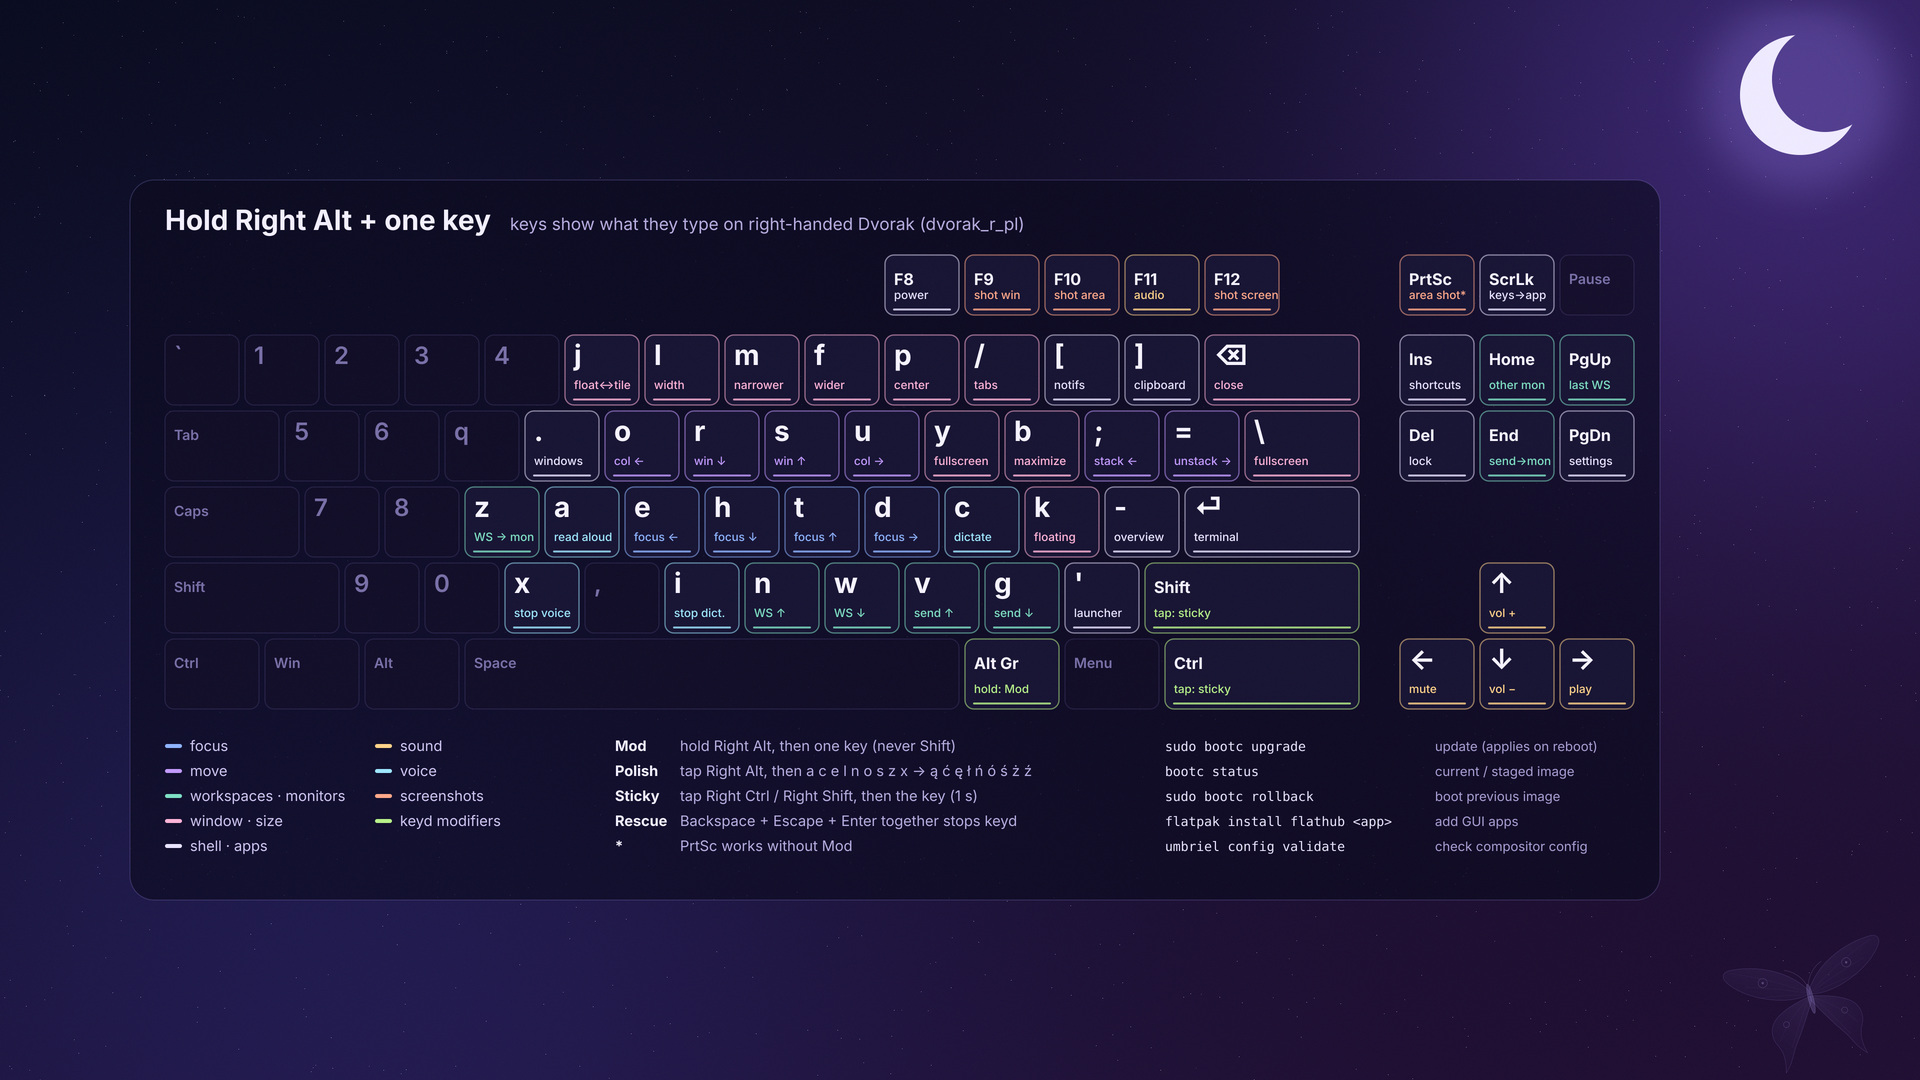 Hold Right Alt + one key keys show what they type on right-handed Dvorak (dvorak_r_pl)
F8 F9 F10 F11 F12 PrtSc ScrLk Pause
power shot win shot area audio shot screen area shot* keys→app
` 1 2 3 4 j l m f p / [ ] ⌫ Ins Home PgUp
float↔tile width narrower wider center tabs notifs clipboard close shortcuts other mon last WS
Tab 5 6 q . o r s u y b ; = \ Del End PgDn
windows col ← win ↓ win ↑ col → fullscreen maximize stack ← unstack → fullscreen lock send→mon settings
Caps 7 8 z a e h t d c k - ↵
WS → mon read aloud focus ← focus ↓ focus ↑ focus → dictate floating overview terminal
Shift 9 0 x , i n w v g ' Shift ↑
stop voice stop dict. WS ↑ WS ↓ send ↑ send ↓ launcher tap: sticky vol +
Ctrl Win Alt Space Alt Gr Menu Ctrl ← ↓ →
hold: Mod tap: sticky mute vol − play
focus sound Mod hold Right Alt, then one key (never Shift) sudo bootc upgrade update (applies on reboot)
move voice Polish tap Right Alt, then a c e l n o s z x → ą ć ę ł ń ó ś ż ź bootc status current / staged image
workspaces · monitors screenshots Sticky tap Right Ctrl / Right Shift, then the key (1 s) sudo bootc rollback boot previous image
window · size keyd modifiers Rescue Backspace + Escape + Enter together stops keyd flatpak install flathub <app> add GUI apps
shell · apps * PrtSc works without Mod umbriel config validate check compositor config